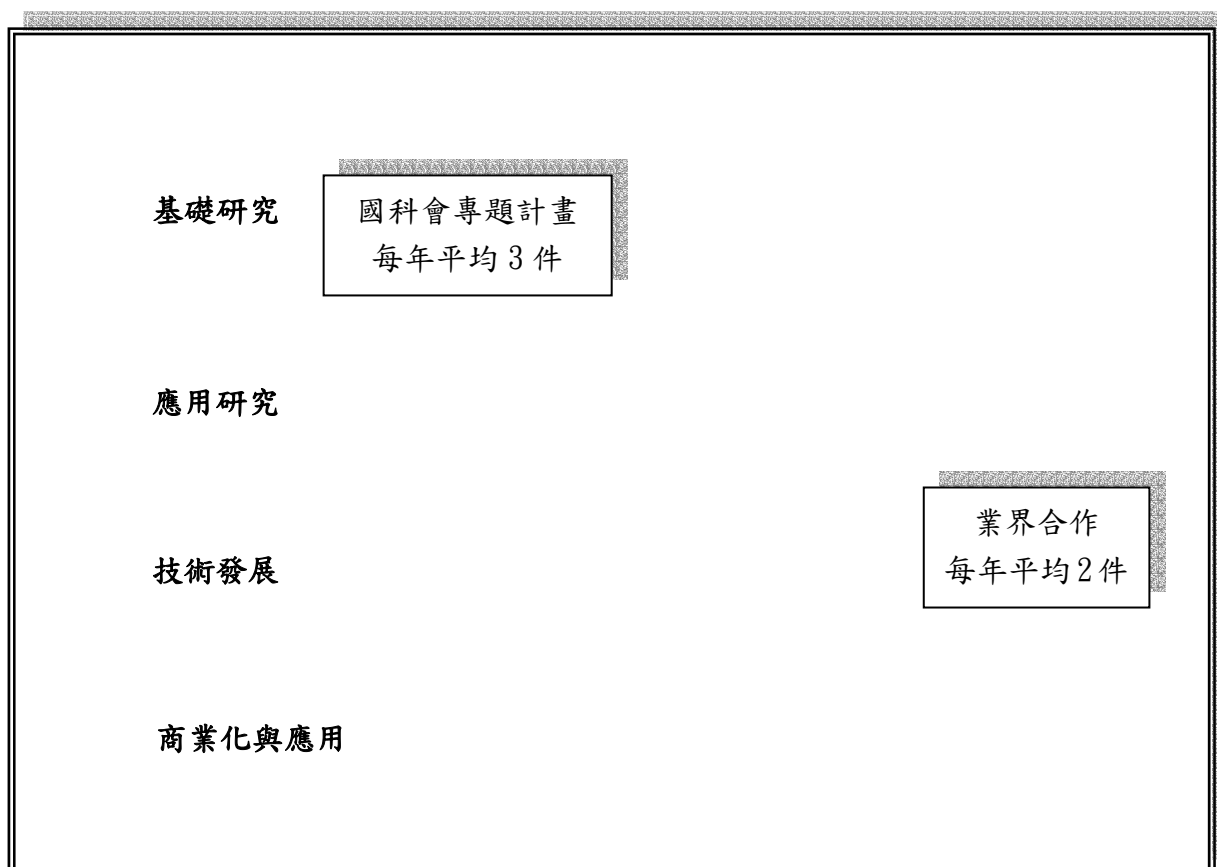 基礎研究
國科會專題計畫
每年平均 3 件
應用研究
業界合作
每年平均 2 件
技術發展
商業化與應用